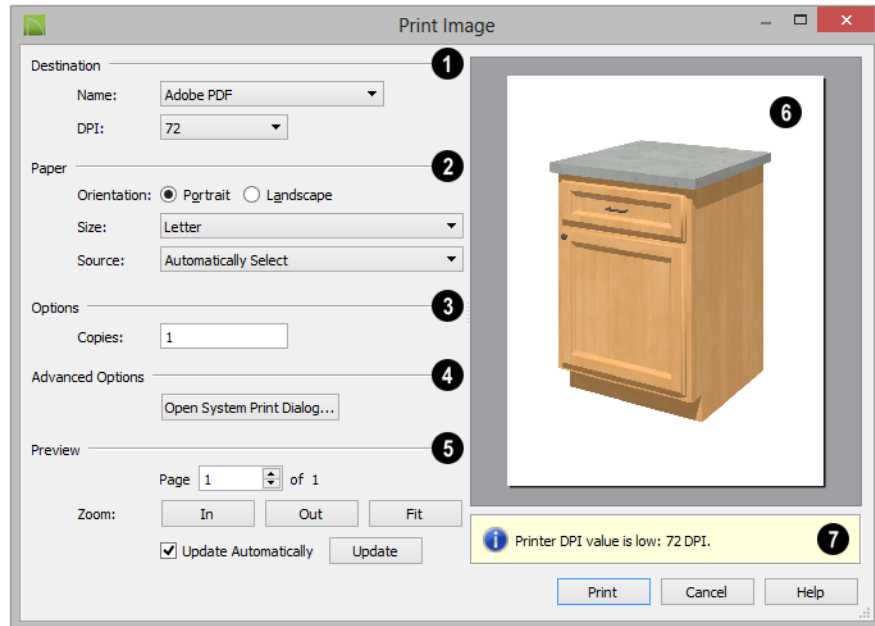 Print Image
Destination 1
Name: Adobe PDF
DPI: 72
Paper 2
Orientation: Portrait Landscape
Size: Letter
Source: Automatically Select
Options 3
Copies: 1
Advanced Options 4
Open System Print Dialog...
Preview 5
Page 1 of 1
Zoom: In Out Fit
Update Automatically Update
6
Printer DPI value is low: 72 DPI. 7
Print Cancel Help